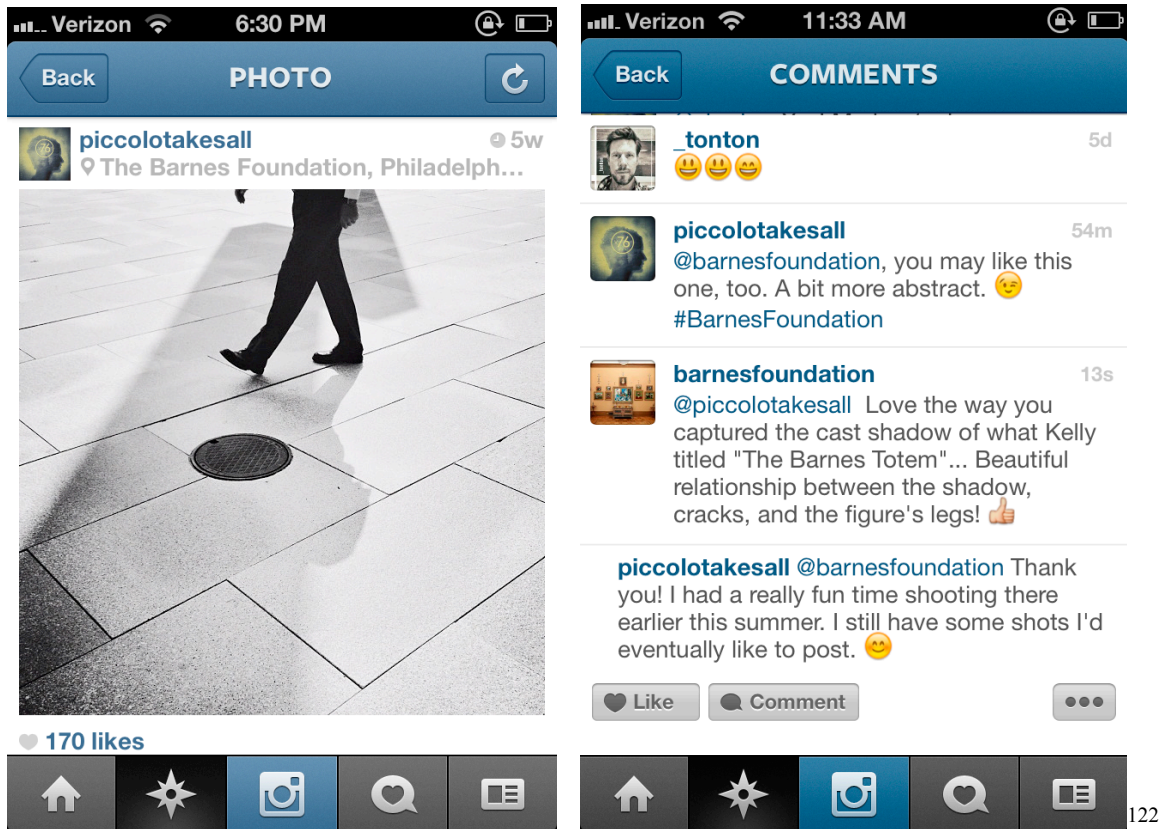 Verizon 6:30 PM
Back PHOTO
piccolotakesall 5w
The Barnes Foundation, Philadelph...
170 likes
Verizon 11:33 AM
Back COMMENTS
_tonton 5d
😃😃😄
piccolotakesall 54m
@barnesfoundation, you may like this
one, too. A bit more abstract. 😉
#BarnesFoundation
barnesfoundation 13s
@piccolotakesall Love the way you
captured the cast shadow of what Kelly
titled "The Barnes Totem"... Beautiful
relationship between the shadow,
cracks, and the figure's legs! 👍
piccolotakesall @barnesfoundation Thank
you! I had a really fun time shooting there
earlier this summer. I still have some shots I'd
eventually like to post. 😊
Like Comment
122